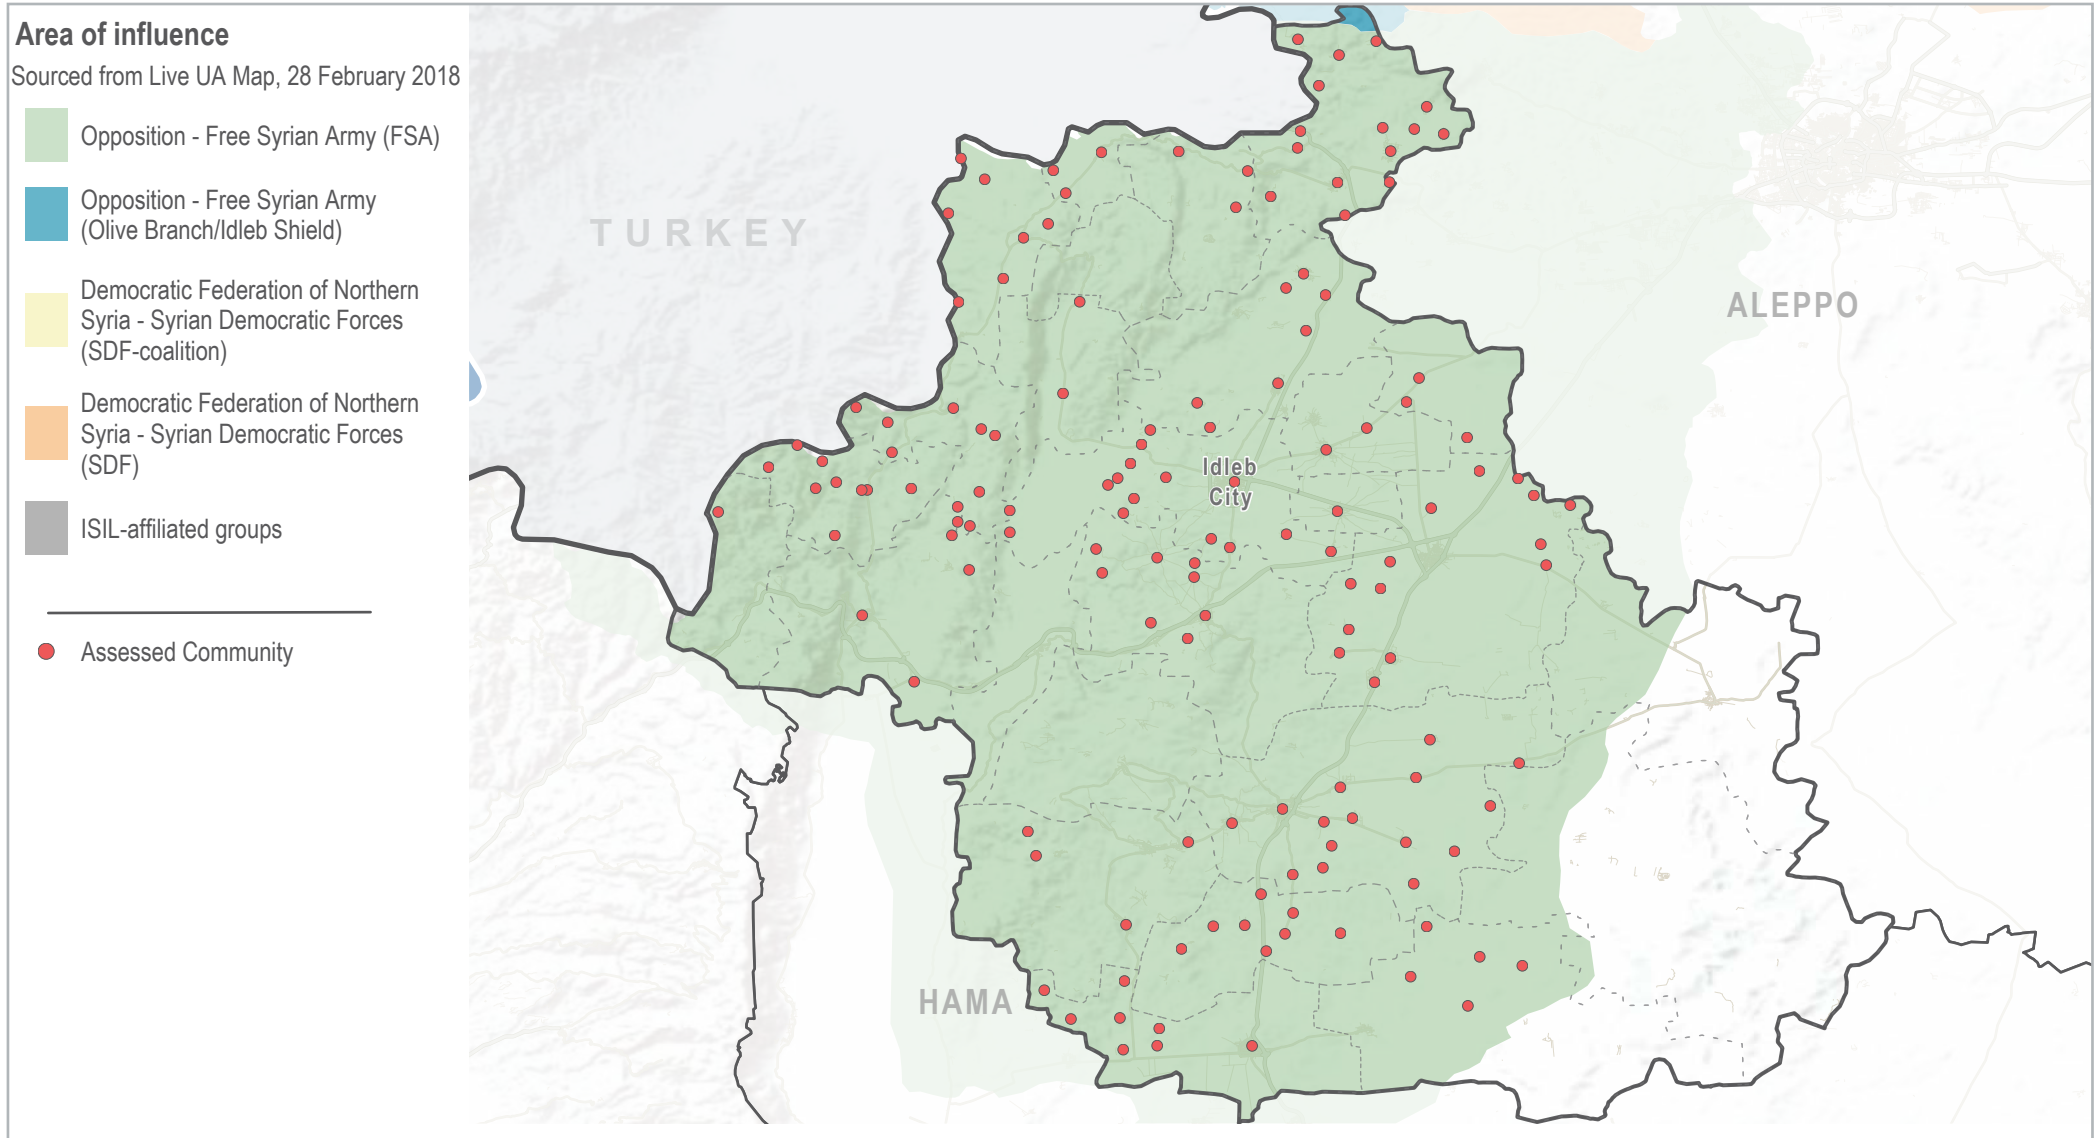 Area of influence
Sourced from Live UA Map, 28 February 2018
Opposition - Free Syrian Army (FSA)
Opposition - Free Syrian Army
(Olive Branch/Idleb Shield)
Democratic Federation of Northern
Syria - Syrian Democratic Forces
(SDF-coalition)
Democratic Federation of Northern
Syria - Syrian Democratic Forces
(SDF)
ISIL-affiliated groups
Assessed Community
TURKEY
ALEPPO
Idleb
City
HAMA